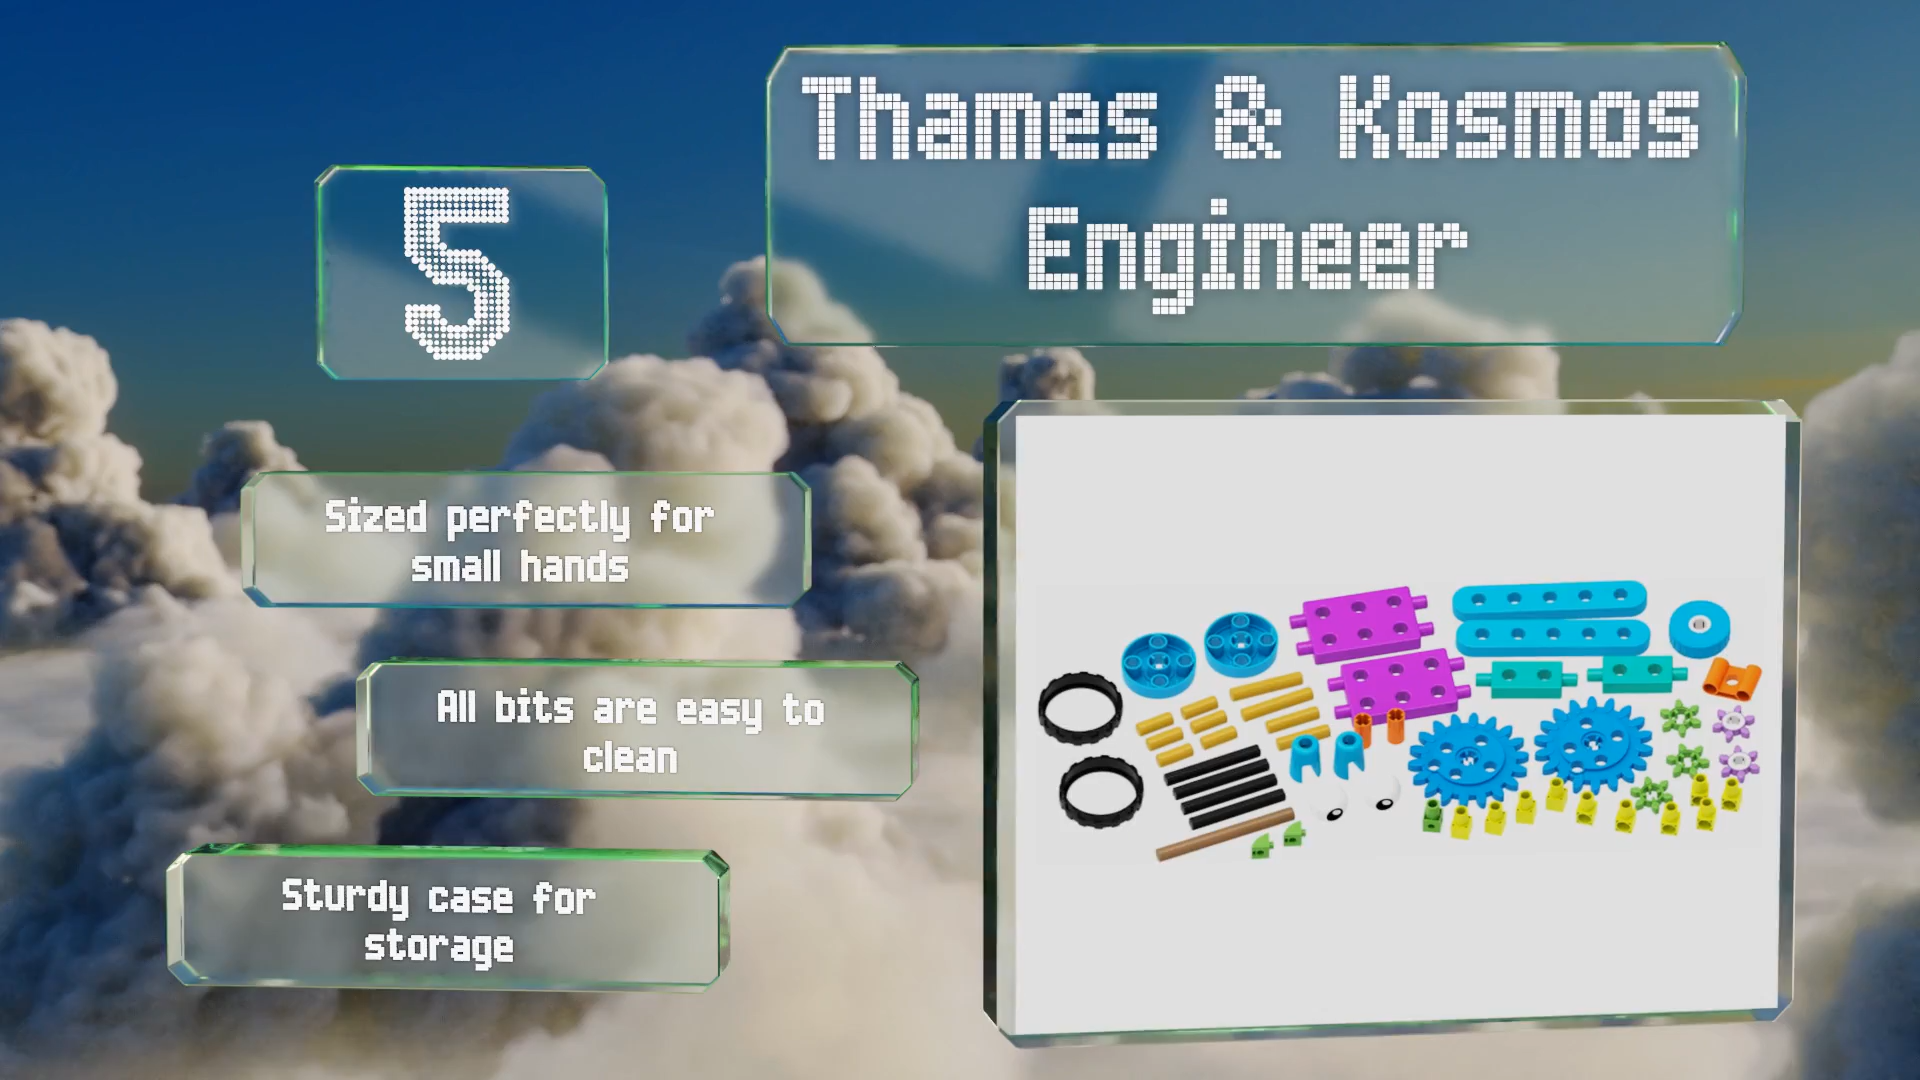 5
Thames & Kosmos
Engineer
Sized perfectly for
small hands
All bits are easy to
clean
Sturdy case for
storage